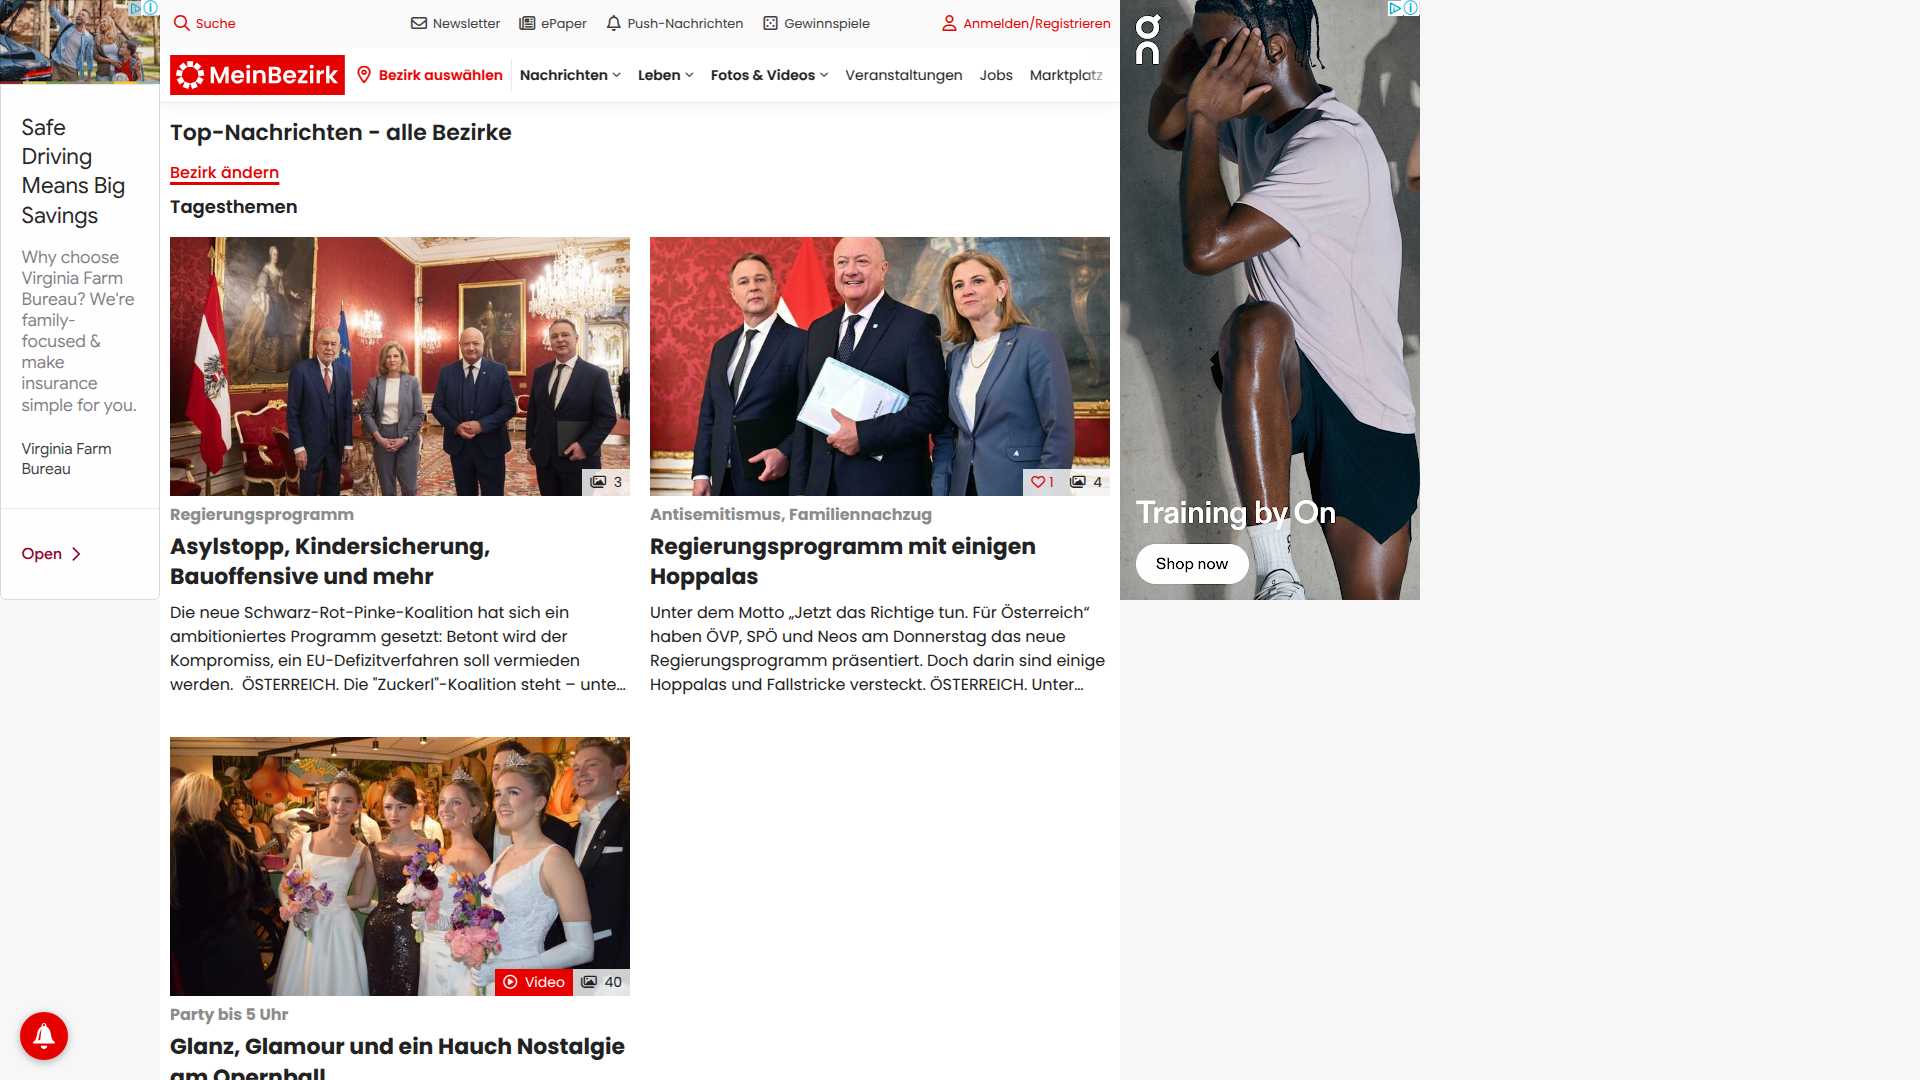 Suche
Newsletter
ePaper
Push-Nachrichten
Gewinnspiele
Anmelden/Registrieren
MeinBezirk
Bezirk auswählen
Nachrichten
Leben
Fotos & Videos
Veranstaltungen
Jobs
Marktplatz
Safe
Driving
Means Big
Savings
Why choose
Virginia Farm
Bureau? We're
family-
focused &
make
insurance
simple for you.
Virginia Farm
Bureau
Open
Top-Nachrichten - alle Bezirke
Bezirk ändern
Tagesthemen
3
Regierungsprogramm
Asylstopp, Kindersicherung,
Bauoffensive und mehr
Die neue Schwarz-Rot-Pinke-Koalition hat sich ein
ambitioniertes Programm gesetzt: Betont wird der
Kompromiss, ein EU-Defizitverfahren soll vermieden
werden.  ÖSTERREICH. Die "Zuckerl"-Koalition steht – unte...
1
4
Antisemitismus, Familiennachzug
Regierungsprogramm mit einigen
Hoppalas
Unter dem Motto „Jetzt das Richtige tun. Für Österreich“
haben ÖVP, SPÖ und Neos am Donnerstag das neue
Regierungsprogramm präsentiert. Doch darin sind einige
Hoppalas und Fallstricke versteckt. ÖSTERREICH. Unter...
Video
40
Party bis 5 Uhr
Glanz, Glamour und ein Hauch Nostalgie
am Opernball
on
Training by On
Shop now